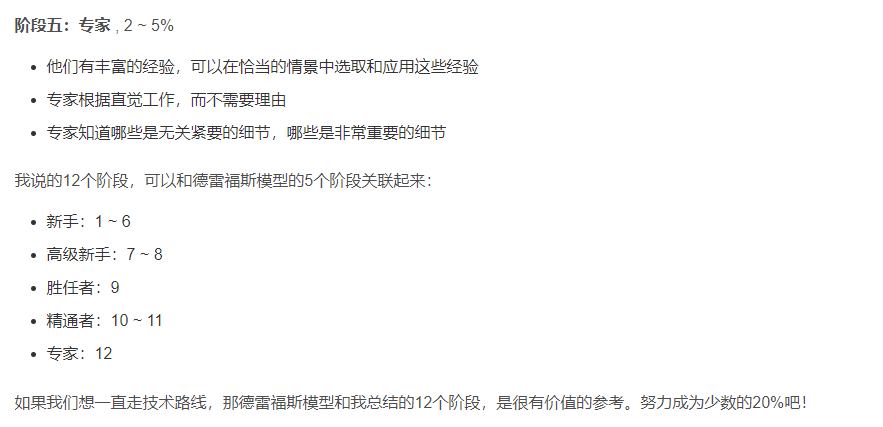 阶段五：专家 , 2 ~ 5%
他们有丰富的经验，可以在恰当的情景中选取和应用这些经验
专家根据直觉工作，而不需要理由
专家知道哪些是无关紧要的细节，哪些是非常重要的细节
我说的12个阶段，可以和德雷福斯模型的5个阶段关联起来：
新手：1 ~ 6
高级新手：7 ~ 8
胜任者：9
精通者：10 ~ 11
专家：12
如果我们想一直走技术路线，那德雷福斯模型和我总结的12个阶段，是很有价值的参考。努力成为少数的20%吧！